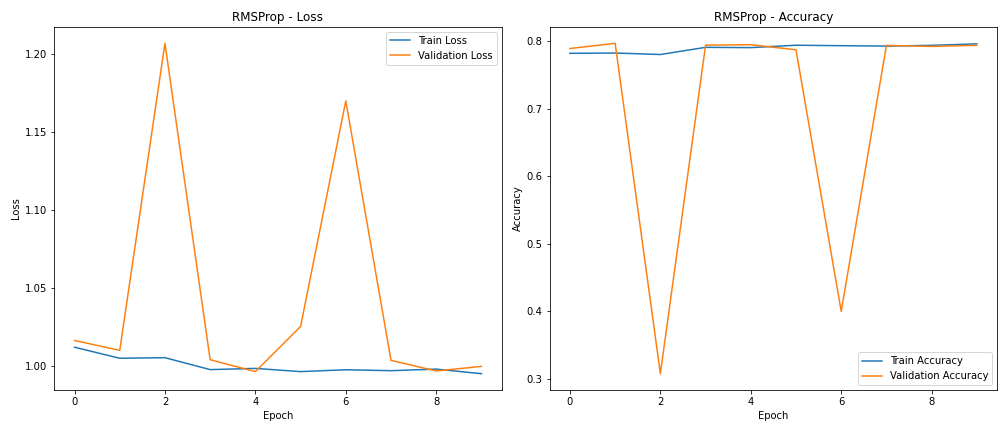 RMSProp - Loss
Train Loss
Validation Loss
1.20
1.15
1.10
1.05
1.00
Loss
0 2 4 6 8
Epoch
RMSProp - Accuracy
0.8
0.7
0.6
0.5
0.4
0.3
Accuracy
Train Accuracy
Validation Accuracy
0 2 4 6 8
Epoch